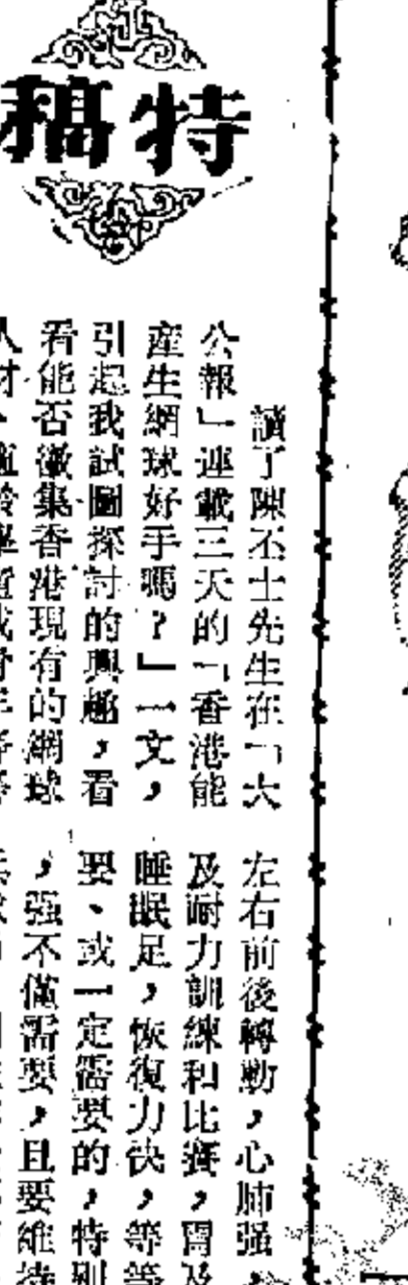 特稿
讀了陳丕士先生在「大
公報」連載三天的「香港能
產生網球好手嗎?」一文,
引起我試圖探討的興趣,看
看能否徵集香港現有的網球
左右前後轉動,心肺强、
及耐力訓練和比賽,胃及
睡眠足,恢復力快,等等
要、或一定需要的,特別
,强不僅需要,且要維持